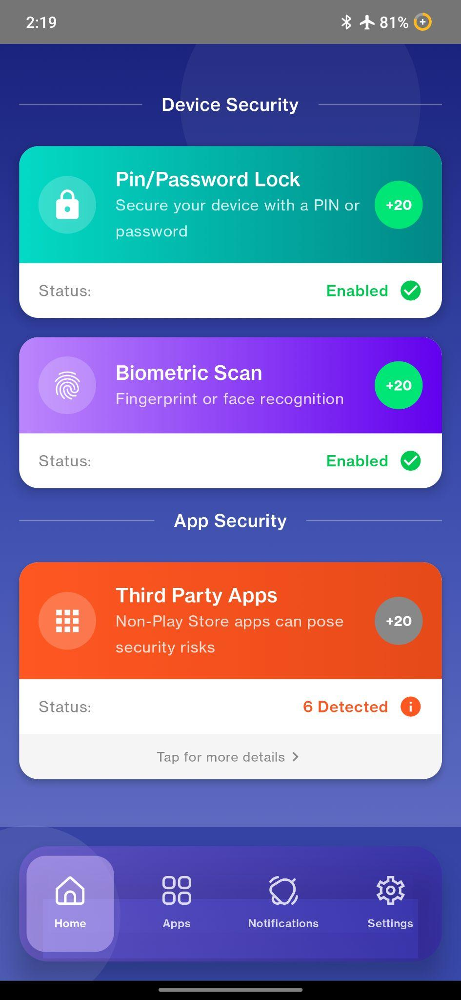 2:19
81%
Device Security
Pin/Password Lock
Secure your device with a PIN or
password
+20
Status:
Enabled
Biometric Scan
Fingerprint or face recognition
+20
Status:
Enabled
App Security
Third Party Apps
Non-Play Store apps can pose
security risks
+20
Status:
6 Detected
Tap for more details
Home
Apps
Notifications
Settings